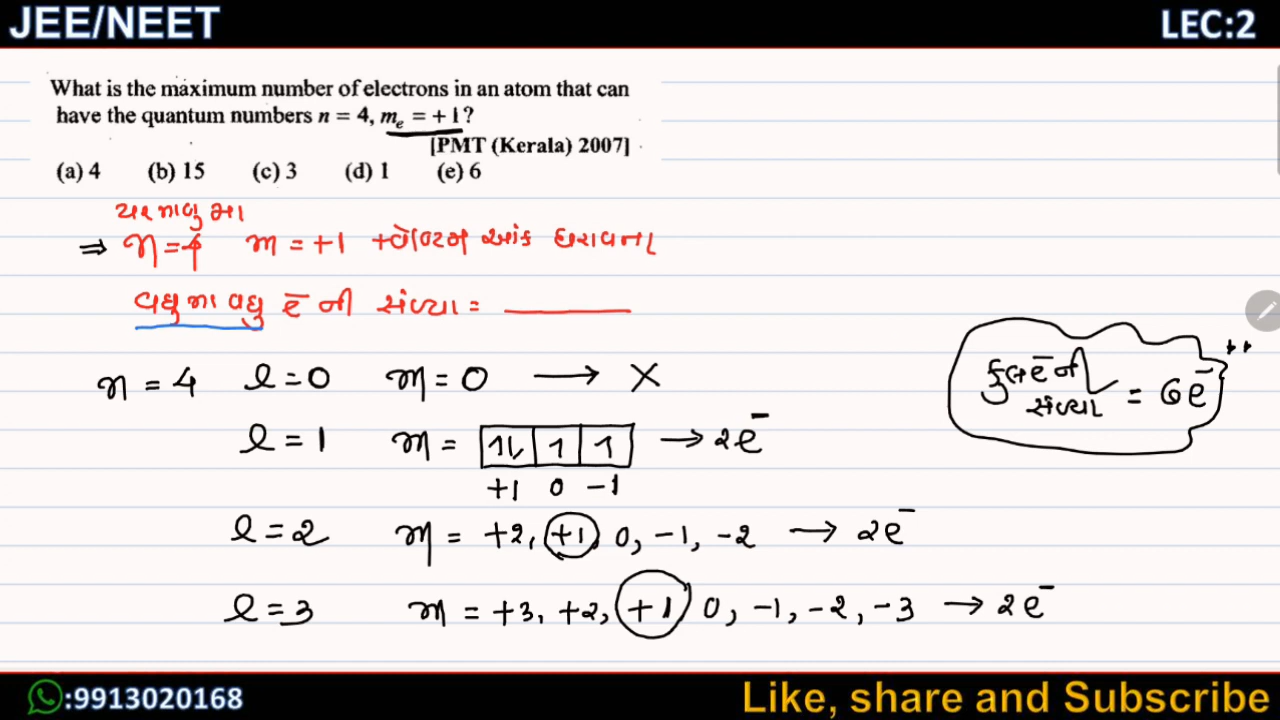 JEE/NEET
LEC:2
What is the maximum number of electrons in an atom that can
have the quantum numbers n = 4, mₑ = + 1?
[PMT (Kerala) 2007]
(a) 4 (b) 15 (c) 3 (d) 1 (e) 6
પરમાણુ માં
⇒ n=4 m = +1 ક્વોન્ટમ આંક ધરાવતા
વધુમા વધુ e̅ ની સંખ્યા = ______
n = 4 l = 0 m = 0 → X
l = 1 m = 1L 1 1 → 2e⁻
+1 0 -1
l = 2 m = +2, +1, 0, -1, -2 → 2e⁻
l = 3 m = +3, +2, +1 0, -1, -2, -3 → 2e⁻
કુલ e̅ ની
સંખ્યા = 6e⁻
:9913020168
Like, share and Subscribe